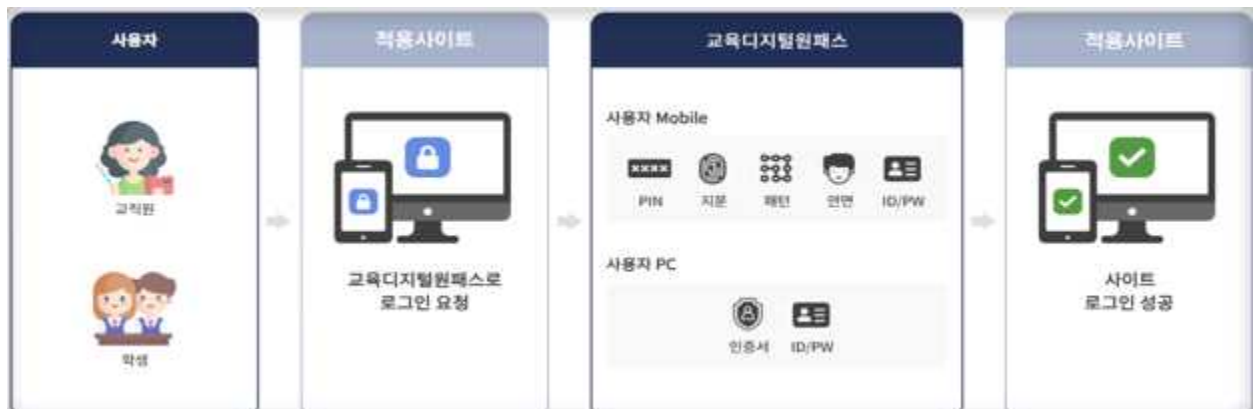 사용자
교직원
학생
적용사이트
교육디지털원패스로
로그인 요청
교육디지털원패스
사용자 Mobile
PIN
지문
패턴
안면
ID/PW
사용자 PC
인증서
ID/PW
적용사이트
사이트
로그인 성공